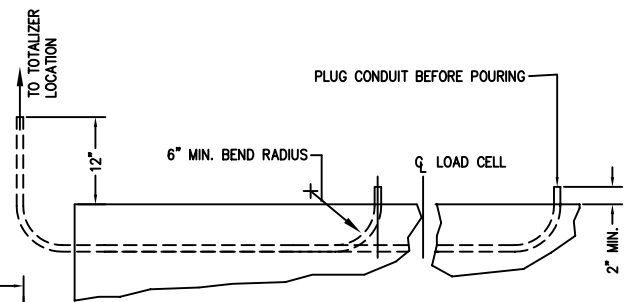 TO TOTALIZER
LOCATION
PLUG CONDUIT BEFORE POURING
12"
6" MIN. BEND RADIUS
℄ LOAD CELL
2" MIN.